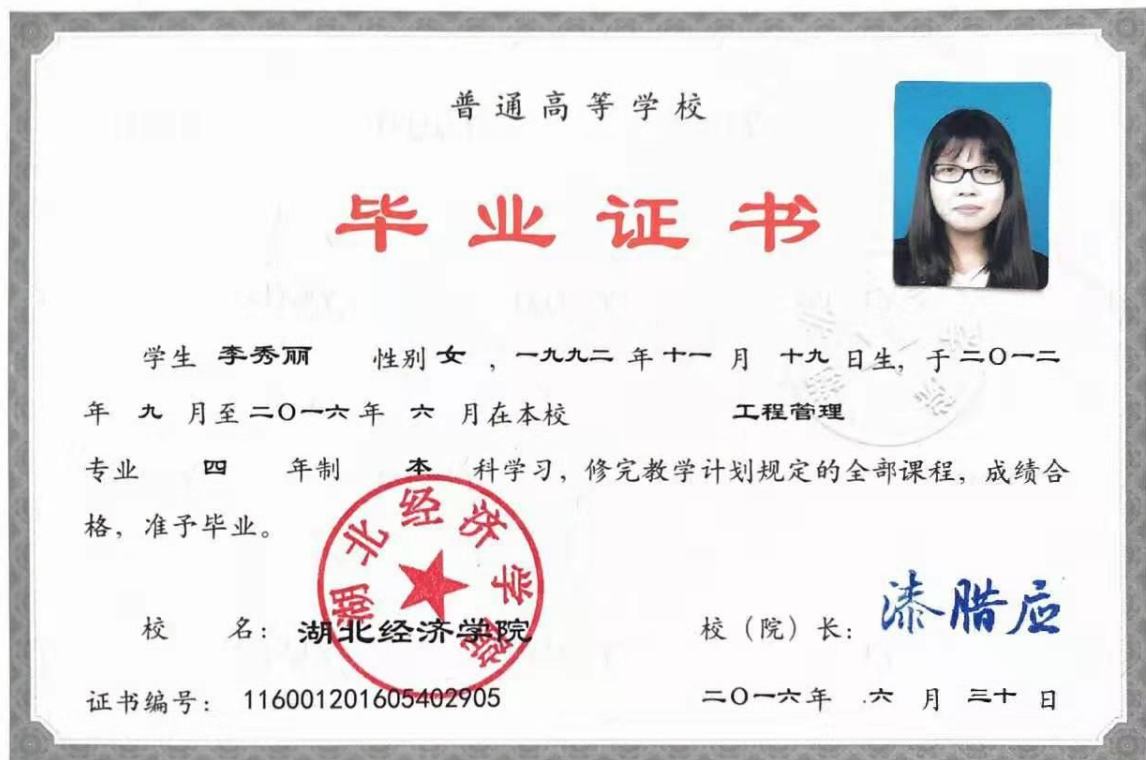 普通高等学校
毕业证书
学生 李秀丽 性别 女 ，一九九二 年 十一 月 十九 日生，于 二〇一二
年 九 月至 二〇一六 年 六 月在本校 工程管理
专业 四 年制 本 科学习，修完教学计划规定的全部课程，成绩合
格，准予毕业。
湖北经济学院
校 名： 湖北经济学院 校（院）长： 漆腊应
证书编号： 116001201605402905 二〇一六年 六 月 三十 日